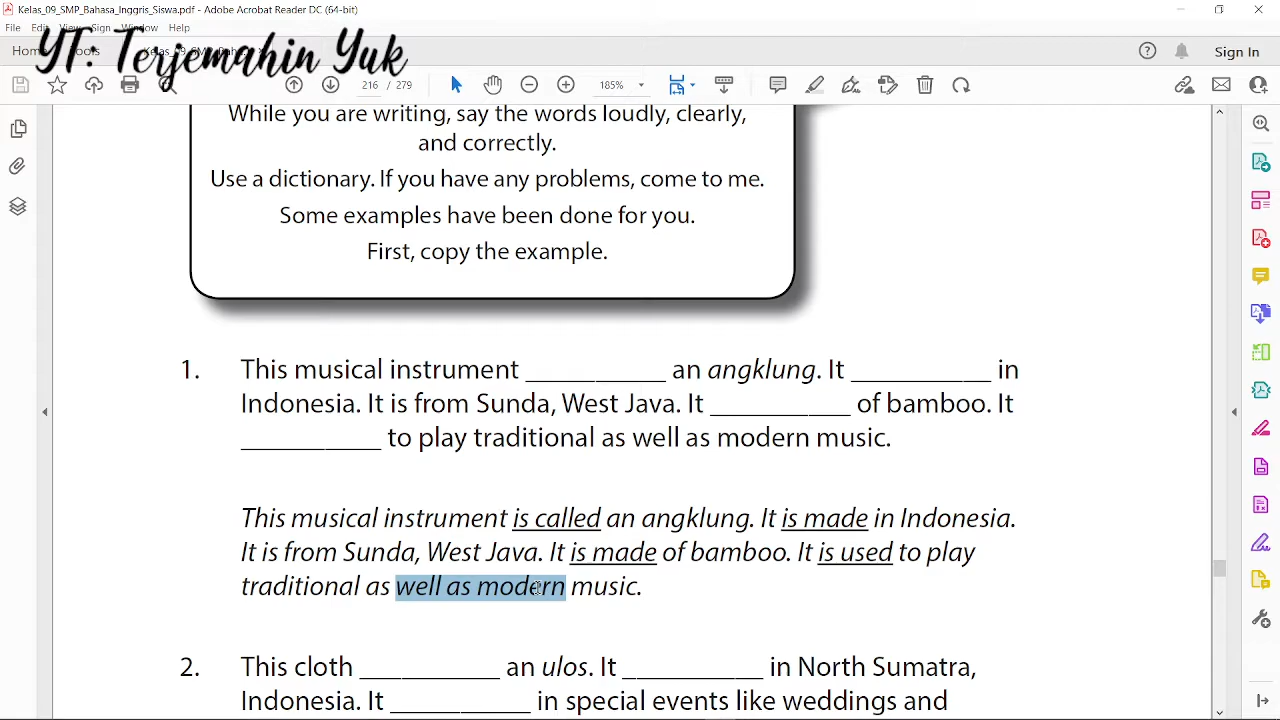 Kelas_09_SMP_Bahasa_Inggris_Siswa.pdf - Adobe Acrobat Reader DC (64-bit)
File Edit View Sign Window Help
YT: Terjemahin Yuk
Home Tools Sign In
216 / 279 185%
While you are writing, say the words loudly, clearly,
and correctly.
Use a dictionary. If you have any problems, come to me.
Some examples have been done for you.
First, copy the example.
1. This musical instrument __________ an angklung. It __________ in
Indonesia. It is from Sunda, West Java. It __________ of bamboo. It
__________ to play traditional as well as modern music.
This musical instrument is called an angklung. It is made in Indonesia.
It is from Sunda, West Java. It is made of bamboo. It is used to play
traditional as well as modern music.
2. This cloth __________ an ulos. It __________ in North Sumatra,
Indonesia. It __________ in special events like weddings and